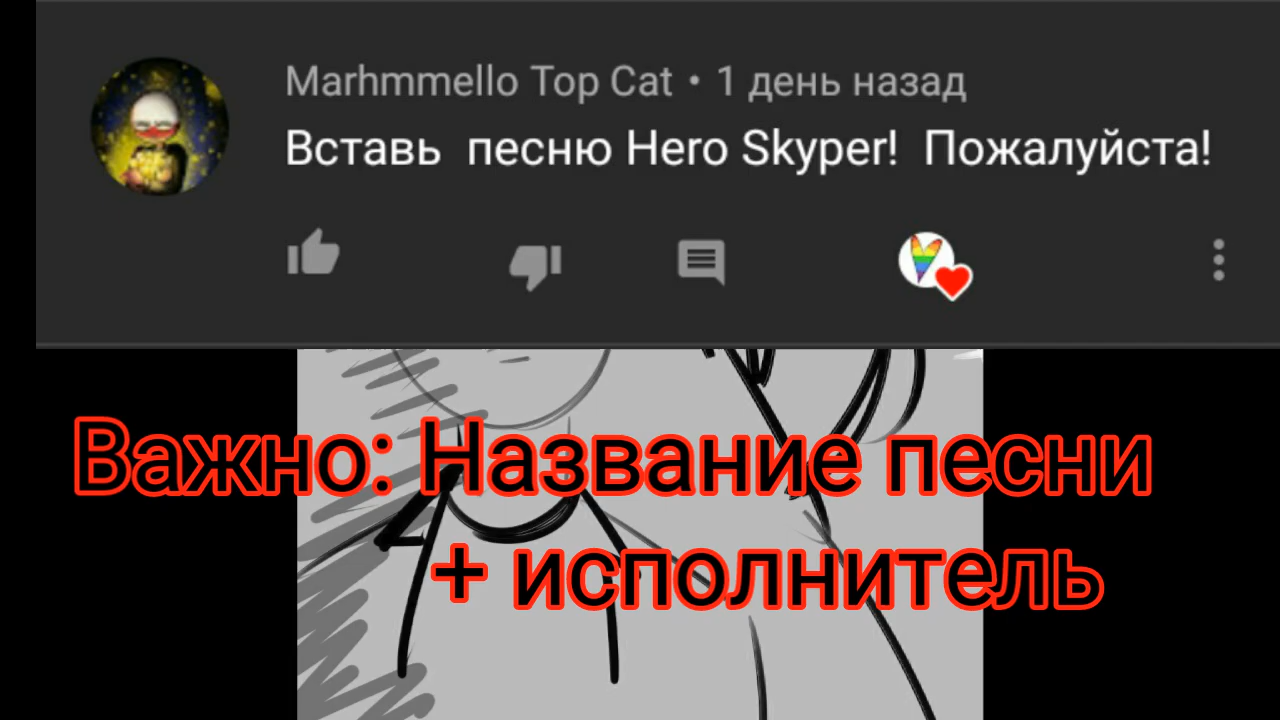 Marhmmello Top Cat • 1 день назад
Вставь песню Hero Skyper! Пожалуйста!
Важно: Название песни
+ исполнитель